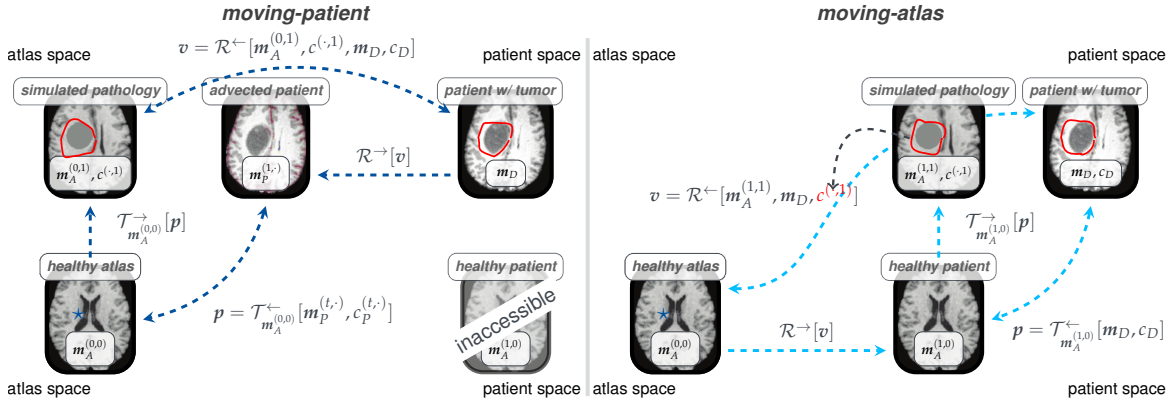 moving-patient
atlas space
patient space
v = R←[m_A^(0,1), c^(·,1), m_D, c_D]
simulated pathology
advected patient
patient w/ tumor
m_A^(0,1), c^(·,1)
m_P^(1,·)
m_D
R→[v]
T→_{m_A^(0,0)}[p]
healthy atlas
healthy patient
p = T←_{m_A^(0,0)}[m_P^(t,·), c_P^(t,·)]
inaccessible
m_A^(0,0)
m_A^(1,0)
atlas space
patient space
moving-atlas
atlas space
patient space
simulated pathology
patient w/ tumor
m_A^(1,1), c^(·,1)
m_D, c_D
v = R←[m_A^(1,1), m_D, c^(·,1)]
T→_{m_A^(1,0)}[p]
healthy atlas
healthy patient
R→[v]
p = T←_{m_A^(1,0)}[m_D, c_D]
m_A^(0,0)
m_A^(1,0)
atlas space
patient space